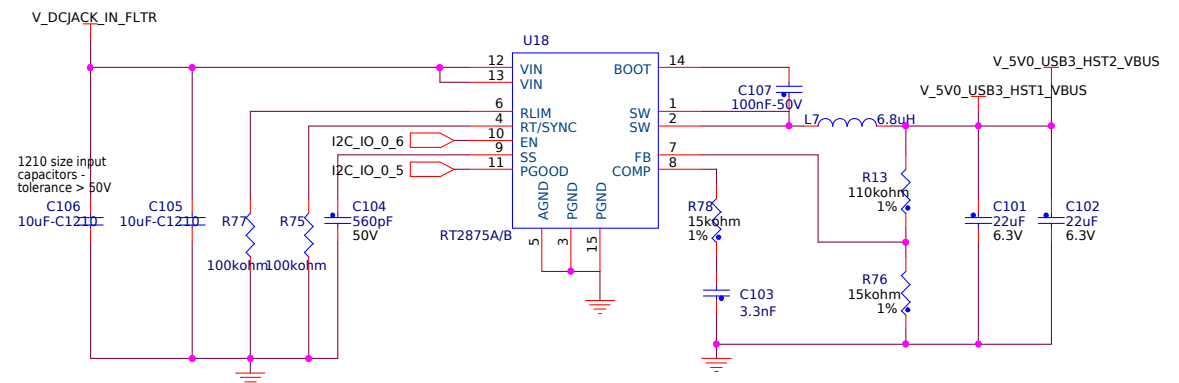 V_DCJACK_IN_FLTR
U18
12
VIN
13
VIN
6
RLIM
4
RT/SYNC
10
EN
9
SS
11
PGOOD
I2C_IO_0_6
I2C_IO_0_5
BOOT
14
SW
1
SW
2
FB
7
COMP
8
AGND
PGND
PGND
5
3
15
RT2875A/B
1210 size input
capacitors -
tolerance > 50V
C106
10uF-C1210
C105
10uF-C1210
R77
100kohm
R75
100kohm
C104
560pF
50V
C107
100nF-50V
L7
6.8uH
V_5V0_USB3_HST2_VBUS
V_5V0_USB3_HST1_VBUS
R13
110kohm
1%
R78
15kohm
1%
C101
22uF
6.3V
C102
22uF
6.3V
R76
15kohm
1%
C103
3.3nF